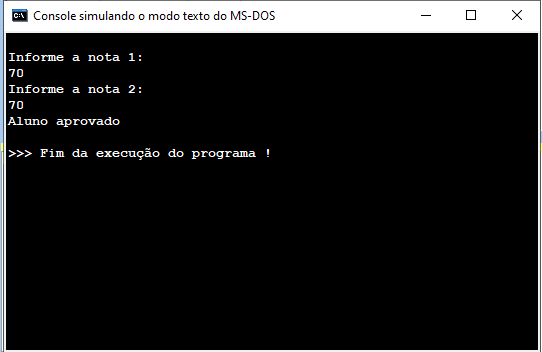 C:\
Console simulando o modo texto do MS-DOS
Informe a nota 1:
70
Informe a nota 2:
70
Aluno aprovado
>>> Fim da execução do programa !